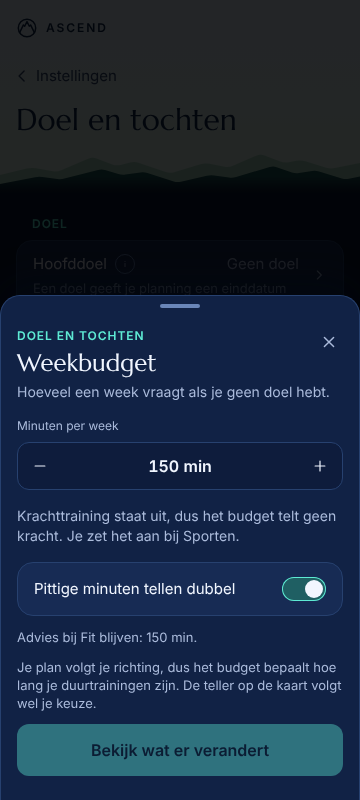 ASCEND
Instellingen
Doel en tochten
DOEL
Hoofddoel
Geen doel
Een doel geeft je planning een einddatum
DOEL EN TOCHTEN
Weekbudget
Hoeveel een week vraagt als je geen doel hebt.
Minuten per week
− 150 min +
Krachttraining staat uit, dus het budget telt geen
kracht. Je zet het aan bij Sporten.
Pittige minuten tellen dubbel
Advies bij Fit blijven: 150 min.
Je plan volgt je richting, dus het budget bepaalt hoe
lang je duurtrainingen zijn. De teller op de kaart volgt
wel je keuze.
Bekijk wat er verandert